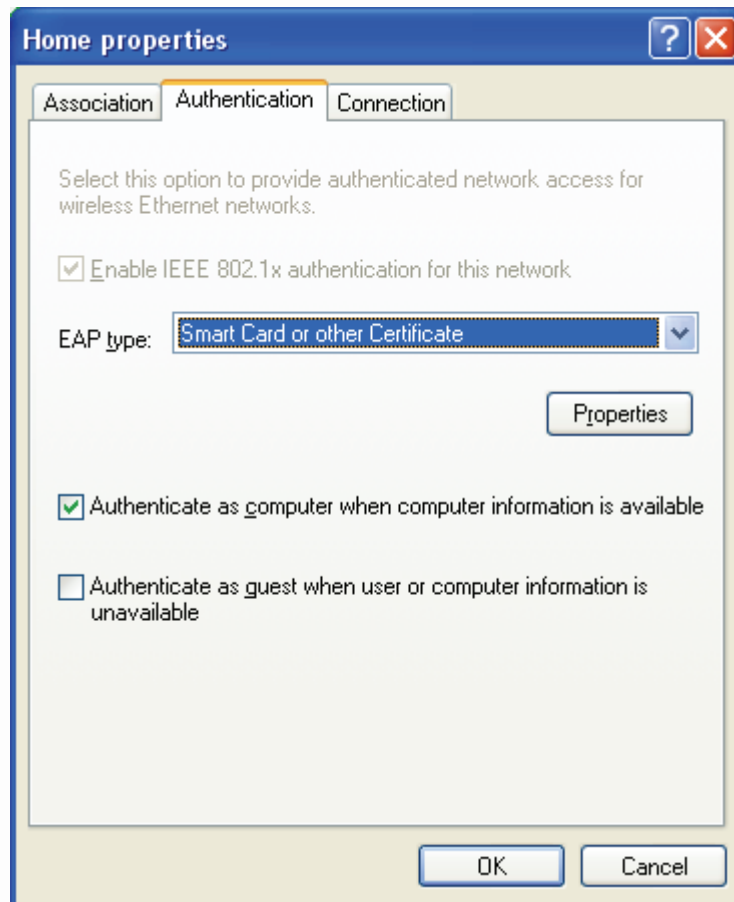 Home properties
Association Authentication Connection
Select this option to provide authenticated network access for
wireless Ethernet networks.
Enable IEEE 802.1x authentication for this network
EAP type: Smart Card or other Certificate
Properties
Authenticate as computer when computer information is available
Authenticate as guest when user or computer information is
unavailable
OK Cancel